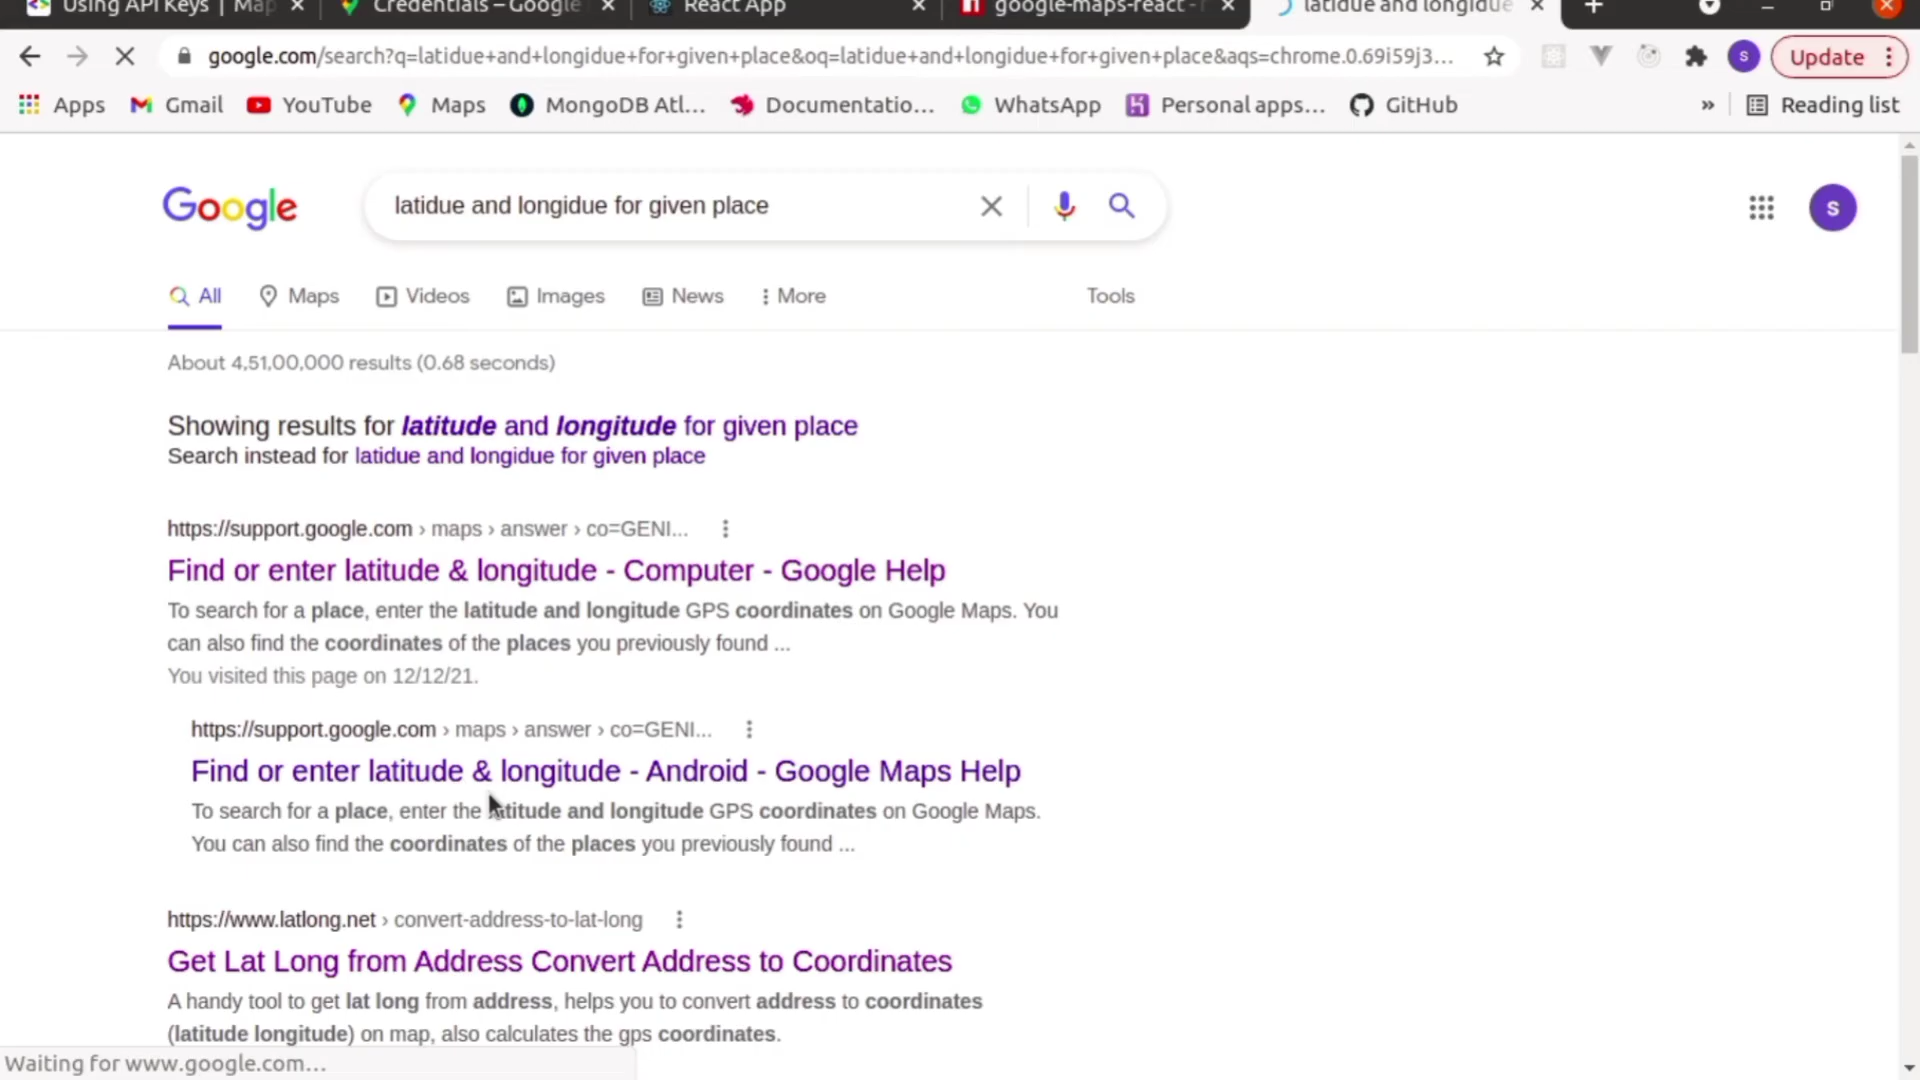 Using API Keys | Map
Credentials – Google
React App
google-maps-react -
latidue and longidue
google.com/search?q=latidue+and+longidue+for+given+place&oq=latidue+and+longidue+for+given+place&aqs=chrome.0.69i59j3...
S
Update
Apps
Gmail
YouTube
Maps
MongoDB Atl...
Documentatio...
WhatsApp
Personal apps...
GitHub
»
Reading list
Google
latidue and longidue for given place
S
All
Maps
Videos
Images
News
More
Tools
About 4,51,00,000 results (0.68 seconds)
Showing results for latitude and longitude for given place
Search instead for latidue and longidue for given place
https://support.google.com › maps › answer › co=GENI...
Find or enter latitude & longitude - Computer - Google Help
To search for a place, enter the latitude and longitude GPS coordinates on Google Maps. You
can also find the coordinates of the places you previously found ...
You visited this page on 12/12/21.
https://support.google.com › maps › answer › co=GENI...
Find or enter latitude & longitude - Android - Google Maps Help
To search for a place, enter the latitude and longitude GPS coordinates on Google Maps.
You can also find the coordinates of the places you previously found ...
https://www.latlong.net › convert-address-to-lat-long
Get Lat Long from Address Convert Address to Coordinates
A handy tool to get lat long from address, helps you to convert address to coordinates
(latitude longitude) on map, also calculates the gps coordinates.
Waiting for www.google.com...